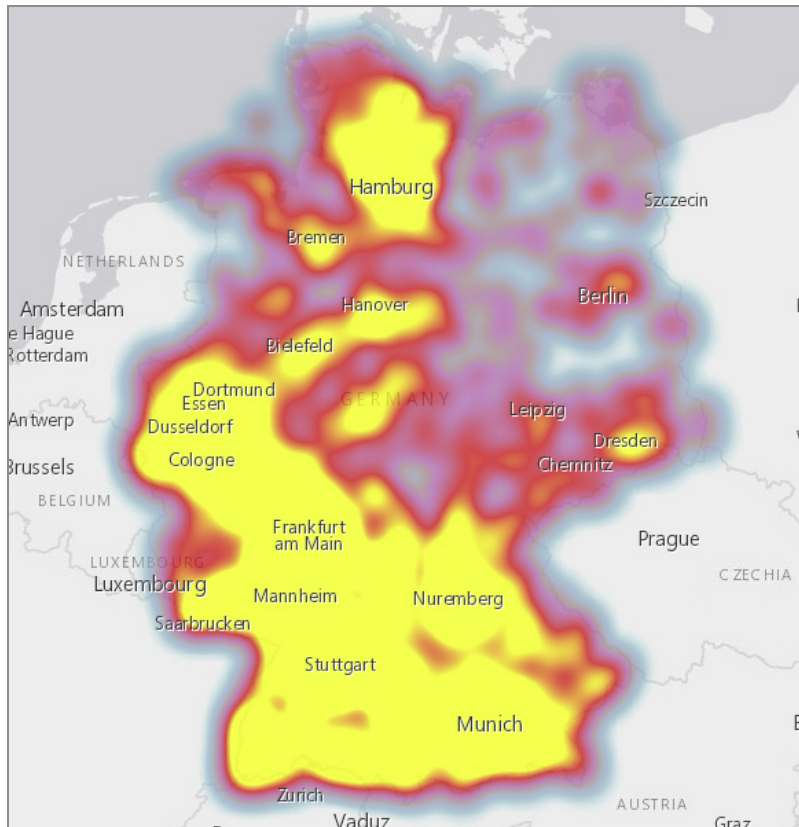 Hamburg
Szczecin
Bremen
NETHERLANDS
Berlin
Amsterdam
Hanover
e Hague
Rotterdam
Bielefeld
Dortmund
GERMANY
Essen
Leipzig
Antwerp
Dusseldorf
Dresden
Cologne
Chemnitz
Brussels
BELGIUM
Frankfurt
am Main
Prague
LUXEMBOURG
CZECHIA
Luxembourg
Mannheim
Nuremberg
Saarbrucken
Stuttgart
Munich
Zurich
AUSTRIA
Vaduz
Graz